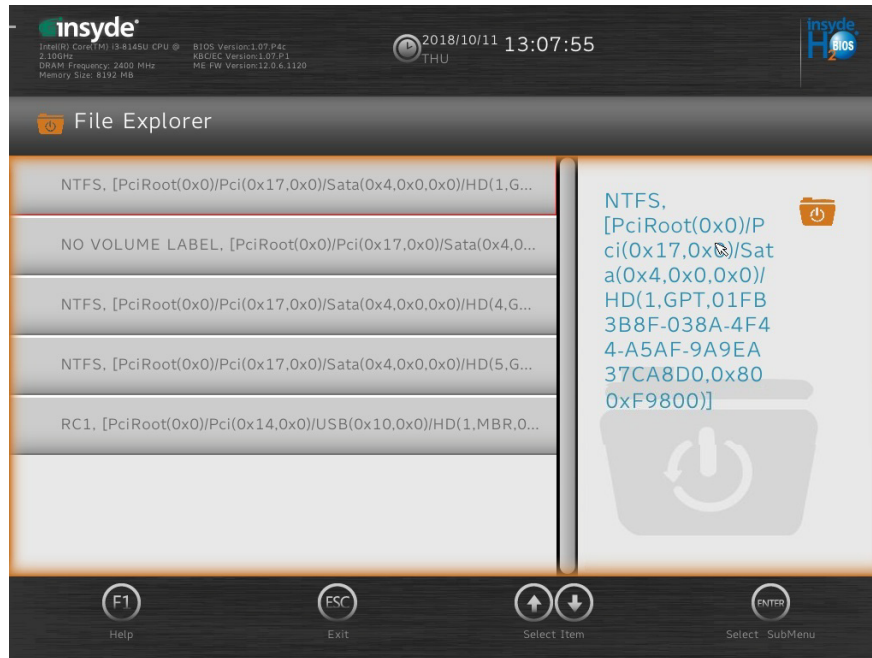 insyde
Intel(R) Core(TM) i3-8145U CPU @
2.10GHz
DRAM Frequency: 2400 MHz
Memory Size: 8192 MB
BIOS Version:1.07.P4c
KBC/EC Version:1.07.P1
ME FW Version:12.0.6.1120
2018/10/11 13:07:55
THU
insyde
H2BIOS
File Explorer
NTFS, [PciRoot(0x0)/Pci(0x17,0x0)/Sata(0x4,0x0,0x0)/HD(1,G...
NO VOLUME LABEL, [PciRoot(0x0)/Pci(0x17,0x0)/Sata(0x4,0...
NTFS, [PciRoot(0x0)/Pci(0x17,0x0)/Sata(0x4,0x0,0x0)/HD(4,G...
NTFS, [PciRoot(0x0)/Pci(0x17,0x0)/Sata(0x4,0x0,0x0)/HD(5,G...
RC1, [PciRoot(0x0)/Pci(0x14,0x0)/USB(0x10,0x0)/HD(1,MBR,0...
NTFS,
[PciRoot(0x0)/P
ci(0x17,0x0)/Sat
a(0x4,0x0,0x0)/
HD(1,GPT,01FB
3B8F-038A-4F4
4-A5AF-9A9EA
37CA8D0,0x80
0xF9800)]
F1
Help
ESC
Exit
Select Item
ENTER
Select SubMenu